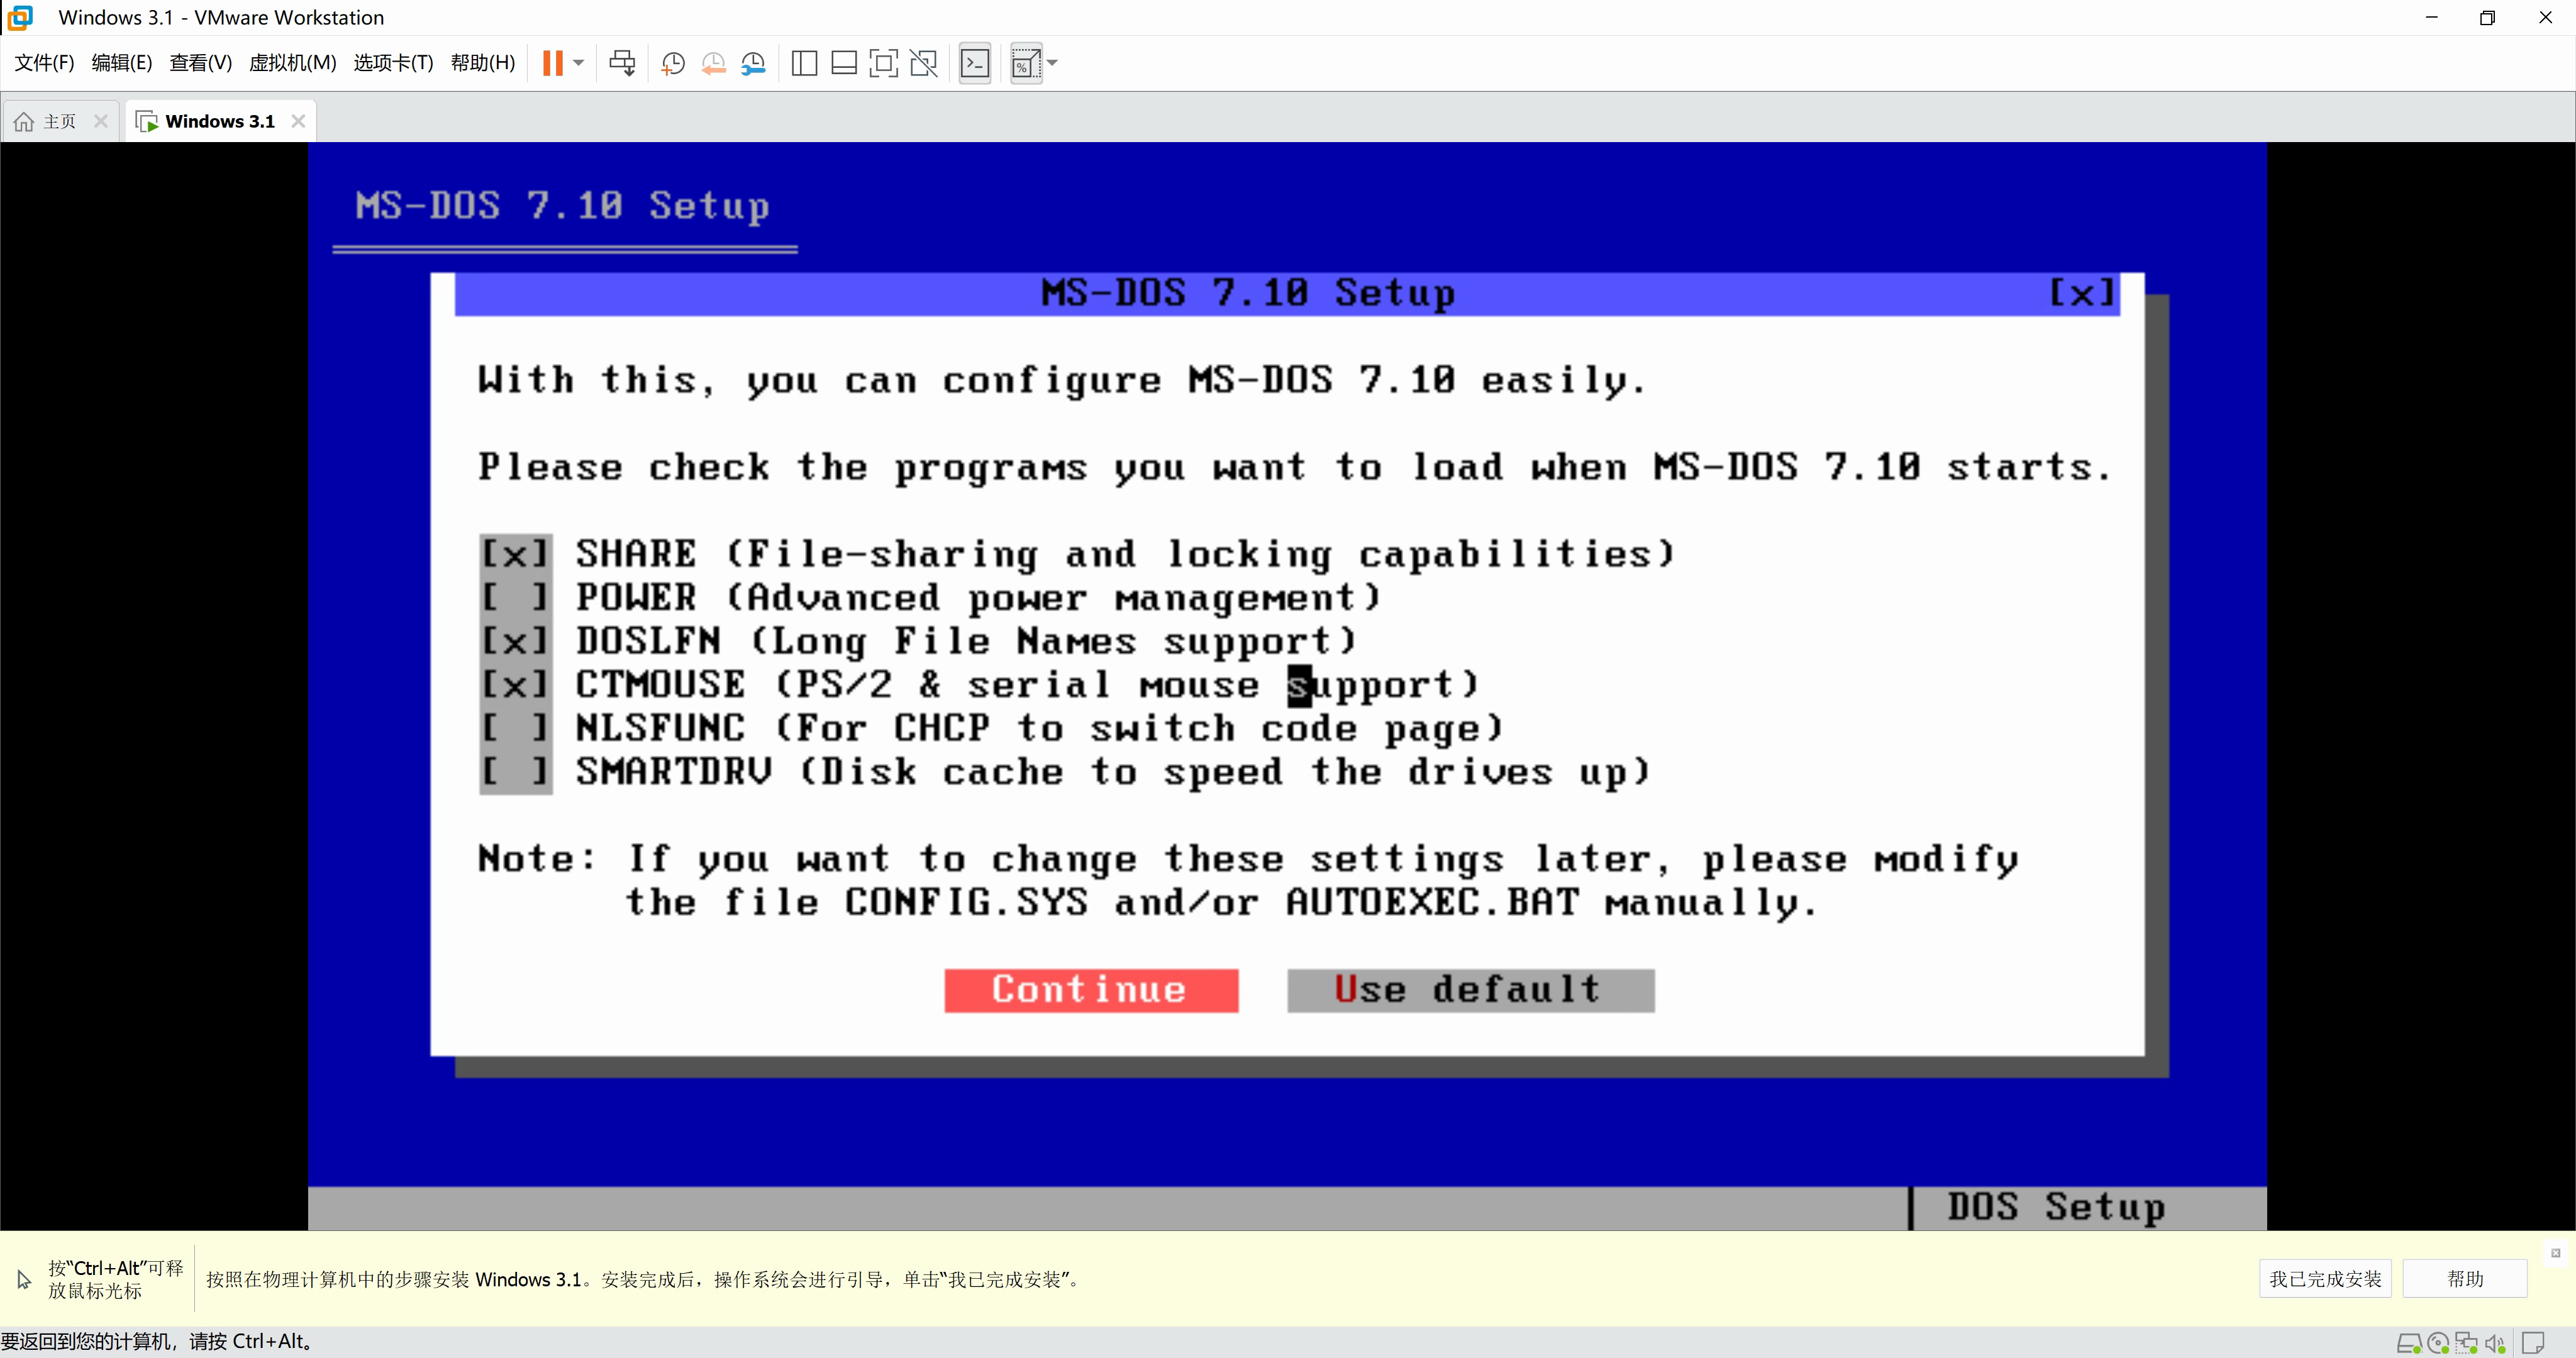 Windows 3.1 - VMware Workstation
文件(F) 编辑(E) 查看(V) 虚拟机(M) 选项卡(T) 帮助(H)
主页 Windows 3.1
MS-DOS 7.10 Setup
MS-DOS 7.10 Setup [x]
With this, you can configure MS-DOS 7.10 easily.
Please check the programs you want to load when MS-DOS 7.10 starts.
[x] SHARE (File-sharing and locking capabilities)
[ ] POWER (Advanced power management)
[x] DOSLFN (Long File Names support)
[x] CTMOUSE (PS/2 & serial mouse support)
[ ] NLSFUNC (For CHCP to switch code page)
[ ] SMARTDRV (Disk cache to speed the drives up)
Note: If you want to change these settings later, please modify
the file CONFIG.SYS and/or AUTOEXEC.BAT manually.
Continue Use default
DOS Setup
按“Ctrl+Alt”可释
放鼠标光标
按照在物理计算机中的步骤安装 Windows 3.1。安装完成后，操作系统会进行引导，单击“我已完成安装”。
我已完成安装 帮助
要返回到您的计算机，请按 Ctrl+Alt。